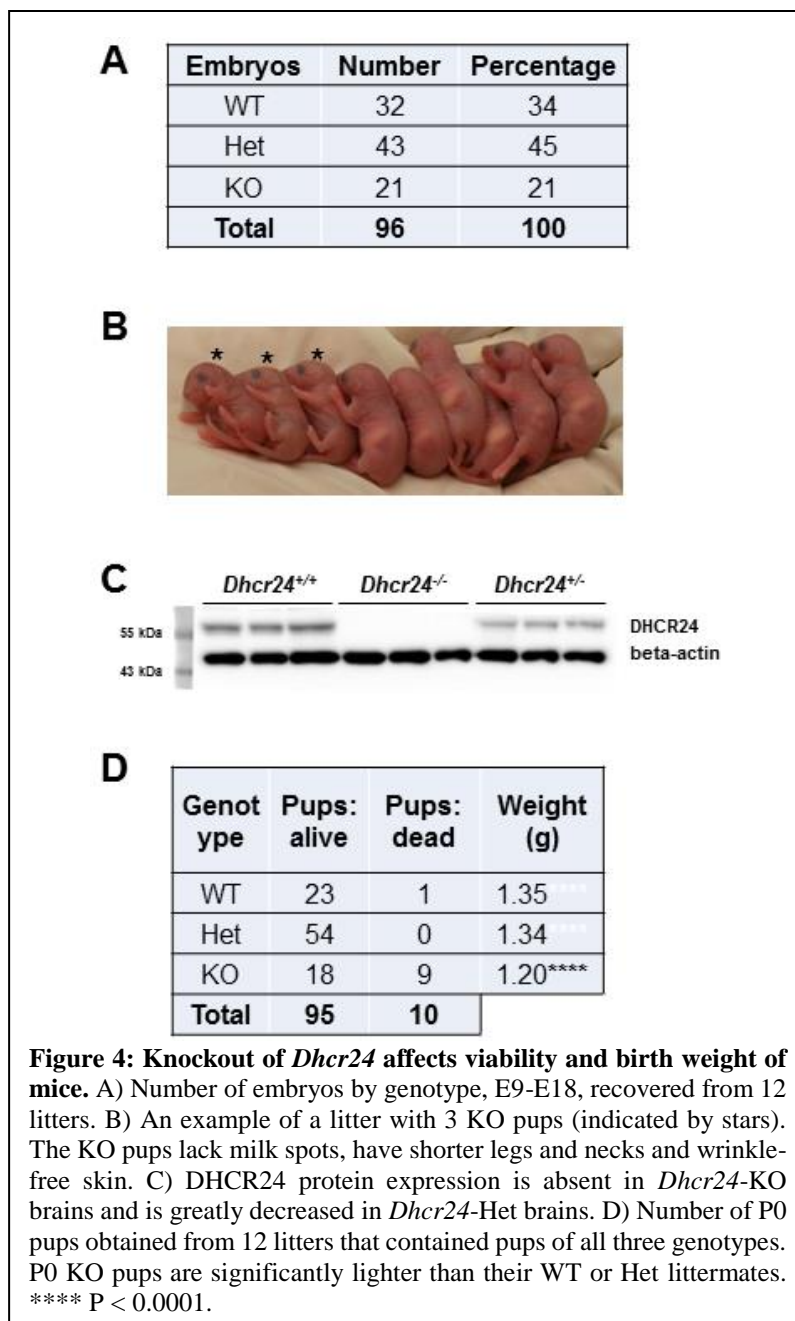 A
Embryos Number Percentage
WT 32 34
Het 43 45
KO 21 21
Total 96 100
B
* * *
C
Dhcr24+/+ Dhcr24-/- Dhcr24+/-
55 kDa
DHCR24
beta-actin
43 kDa
D
Genot Pups: Pups: Weight
ype alive dead (g)
WT 23 1 1.35****
Het 54 0 1.34****
KO 18 9 1.20****
Total 95 10
Figure 4: Knockout of Dhcr24 affects viability and birth weight of
mice. A) Number of embryos by genotype, E9-E18, recovered from 12
litters. B) An example of a litter with 3 KO pups (indicated by stars).
The KO pups lack milk spots, have shorter legs and necks and wrinkle-
free skin. C) DHCR24 protein expression is absent in Dhcr24-KO
brains and is greatly decreased in Dhcr24-Het brains. D) Number of P0
pups obtained from 12 litters that contained pups of all three genotypes.
P0 KO pups are significantly lighter than their WT or Het littermates.
**** P < 0.0001.